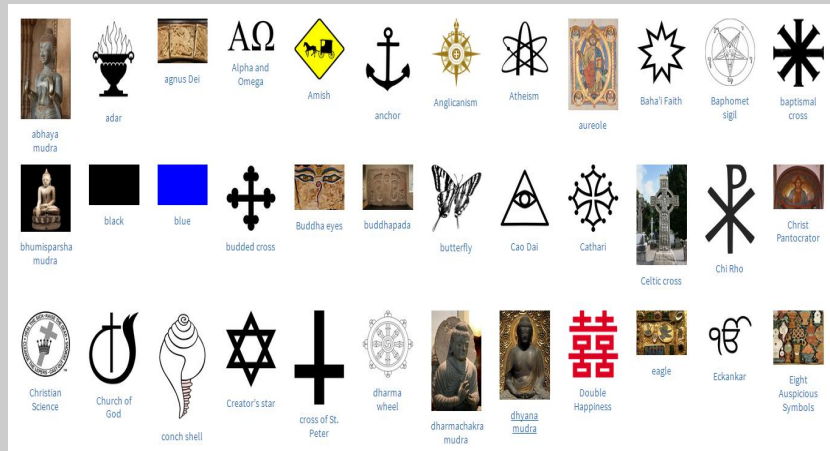 abhaya
mudra
adar
agnus Dei
ΑΩ
Alpha and
Omega
Amish
anchor
Anglicanism
Atheism
aureole
Baha'i Faith
Baphomet
sigil
baptismal
cross
bhumisparsha
mudra
black
blue
budded cross
Buddha eyes
buddhapada
butterfly
Cao Dai
Cathari
Celtic cross
Chi Rho
Christ
Pantocrator
Christian
Science
Church of
God
conch shell
Creator's star
cross of St.
Peter
dharma
wheel
dharmachakra
mudra
dhyana
mudra
囍
Double
Happiness
eagle
ੴ
Eckankar
Eight
Auspicious
Symbols